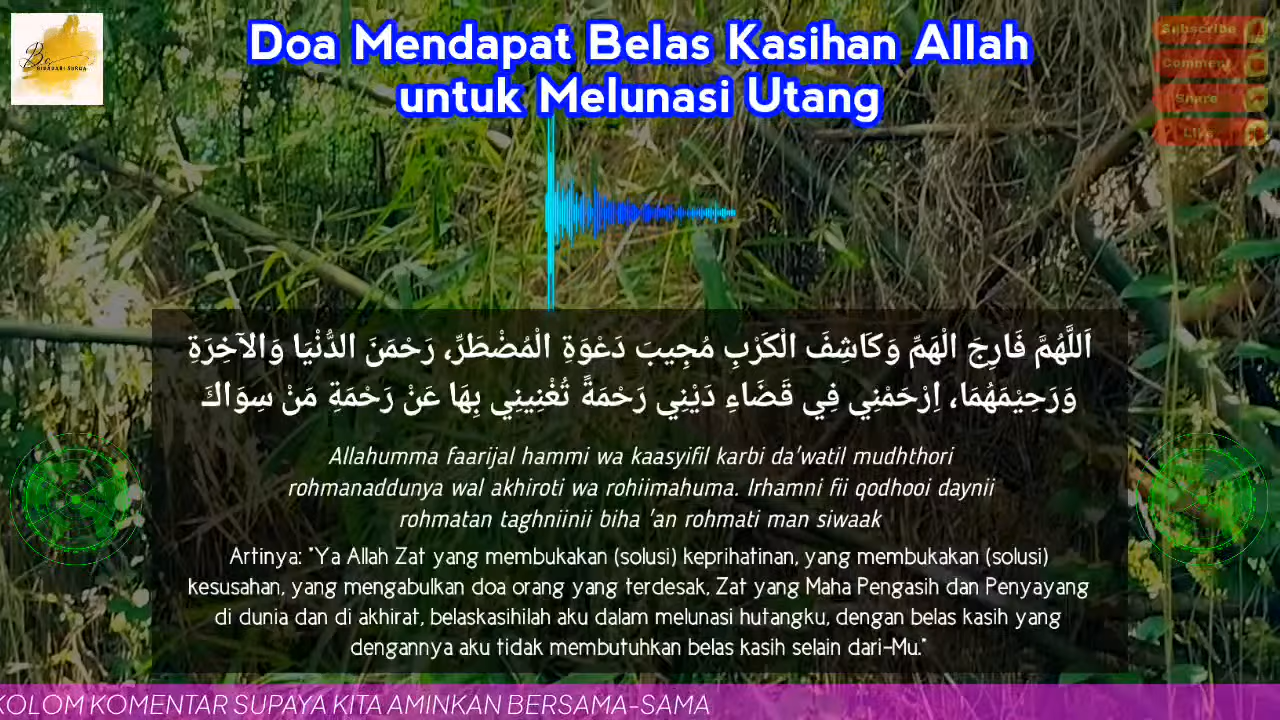 Doa Mendapat Belas Kasihan Allah
untuk Melunasi Utang
Subscribe
Comment
Share
Like
اَللَّهُمَّ فَارِجَ الْهَمِّ وَكَاشِفَ الْكَرْبِ مُجِيبَ دَعْوَةِ الْمُضْطَرِّ، رَحْمَنَ الدُّنْيَا وَالآخِرَةِ
وَرَحِيْمَهُمَا، اِرْحَمْنِي فِي قَضَاءِ دَيْنِي رَحْمَةً تُغْنِينِي بِهَا عَنْ رَحْمَةِ مَنْ سِوَاكَ
Allahumma faarijal hammi wa kaasyifil karbi da'watil mudhthori
rohmanaddunya wal akhiroti wa rohiimahuma. Irhamni fii qodhooi daynii
rohmatan taghniinii biha 'an rohmati man siwaak
Artinya: "Ya Allah Zat yang membukakan (solusi) keprihatinan, yang membukakan (solusi)
kesusahan, yang mengabulkan doa orang yang terdesak, Zat yang Maha Pengasih dan Penyayang
di dunia dan di akhirat, belaskasihilah aku dalam melunasi hutangku, dengan belas kasih yang
dengannya aku tidak membutuhkan belas kasih selain dari-Mu."
KOLOM KOMENTAR SUPAYA KITA AMINKAN BERSAMA-SAMA